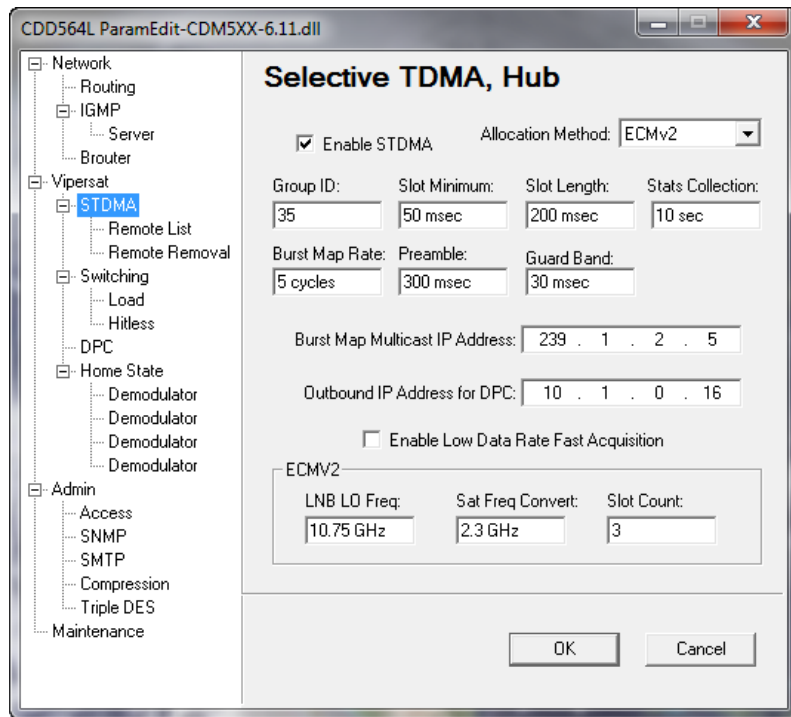 CDD564L ParamEdit-CDM5XX-6.11.dll
Network
Routing
IGMP
Server
Brouter
Vipersat
STDMA
Remote List
Remote Removal
Switching
Load
Hitless
DPC
Home State
Demodulator
Demodulator
Demodulator
Demodulator
Admin
Access
SNMP
SMTP
Compression
Triple DES
Maintenance
Selective TDMA, Hub
Enable STDMA Allocation Method: ECMv2
Group ID: Slot Minimum: Slot Length: Stats Collection:
35 50 msec 200 msec 10 sec
Burst Map Rate: Preamble: Guard Band:
5 cycles 300 msec 30 msec
Burst Map Multicast IP Address: 239 . 1 . 2 . 5
Outbound IP Address for DPC: 10 . 1 . 0 . 16
Enable Low Data Rate Fast Acquisition
ECMV2
LNB LO Freq: Sat Freq Convert: Slot Count:
10.75 GHz 2.3 GHz 3
OK Cancel